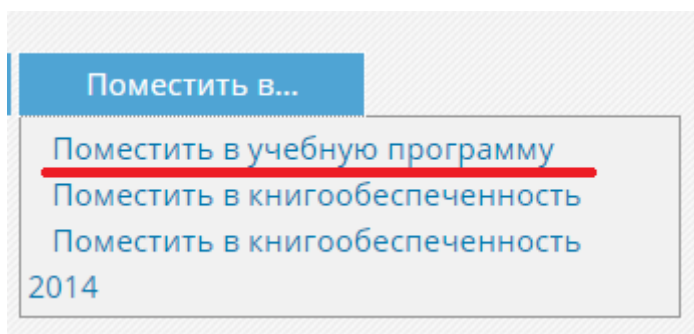 Поместить в...
Поместить в учебную программу
Поместить в книгообеспеченность
Поместить в книгообеспеченность
2014